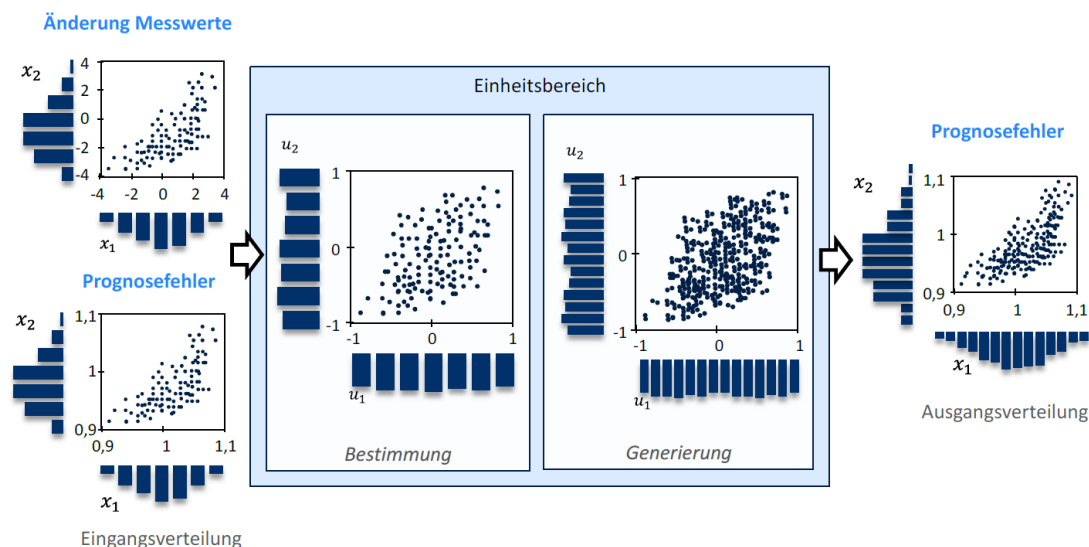 Änderung Messwerte
x₂
4
2
0
-2
-4
-4 -2 0 2 4
x₁
Prognosefehler
x₂
1,1
1
0,9
0,9 1 1,1
x₁
Eingangsverteilung
Einheitsbereich
u₂
1
0
-1
-1 0 1
u₁
Bestimmung
u₂
1
0
-1
-1 0 1
u₁
Generierung
Prognosefehler
x₂
1,1
1
0,9
0,9 1 1,1
x₁
Ausgangsverteilung